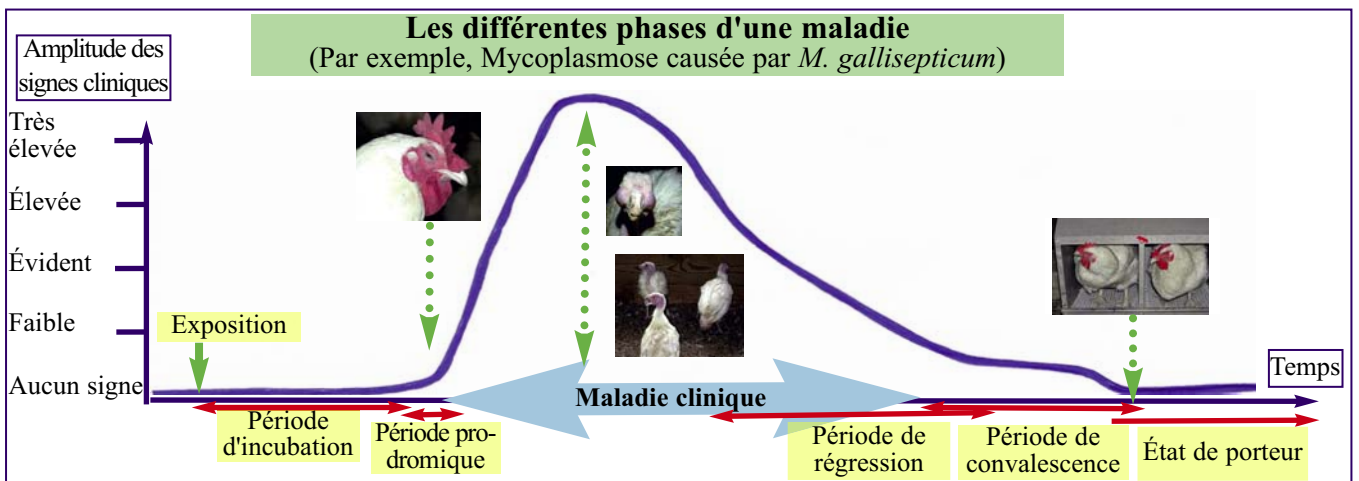 Les différentes phases d'une maladie
(Par exemple, Mycoplasmose causée par M. gallisepticum)
Amplitude des
signes cliniques
Très
élevée
Élevée
Évident
Faible
Aucun signe
Exposition
Temps
Maladie clinique
Période
d'incubation
Période pro-
dromique
Période de
régression
Période de
convalescence
État de porteur